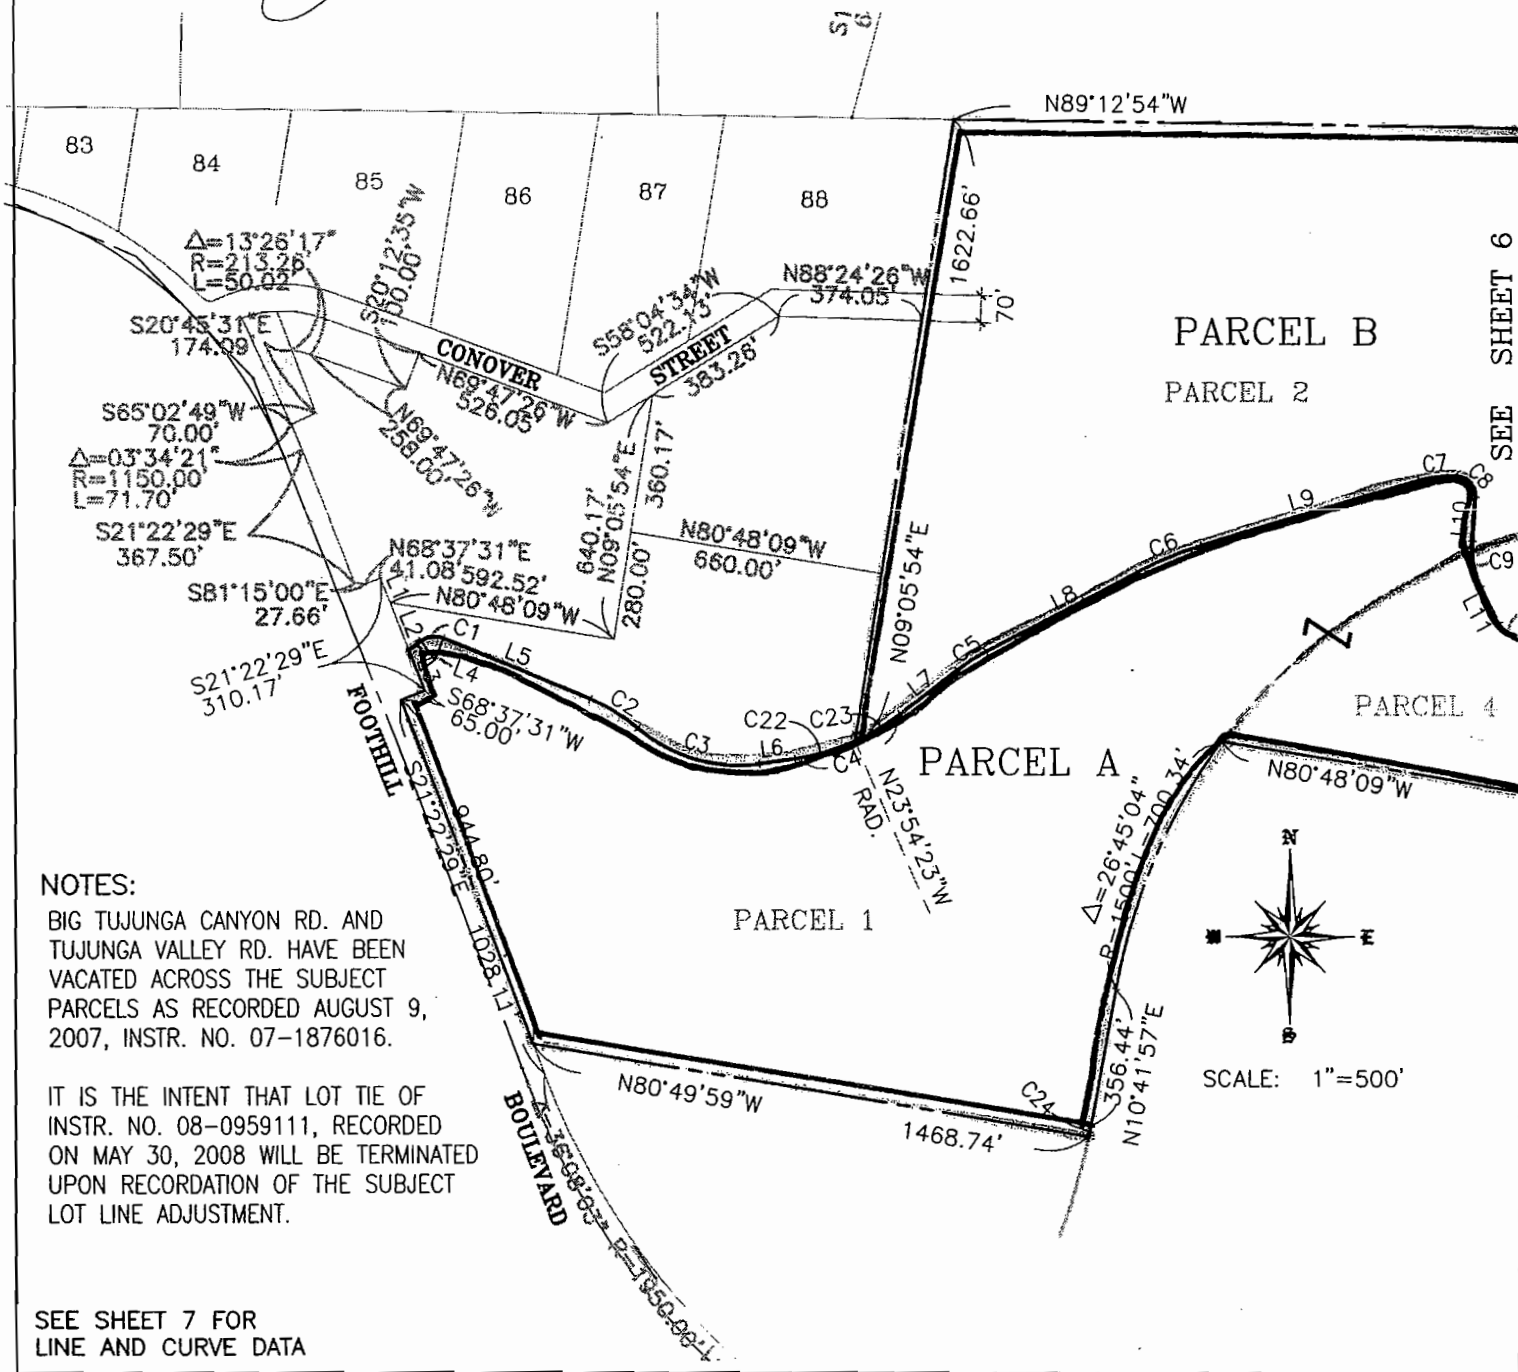 N89°12'54"W
83
84
85
86
87
88
Δ=13°26'17"
R=213.26'
L=50.02'
S20°12'35"W
100.00'
S20°45'31"E
174.09
S58°04'34"W
522.13'
N88°24'26"W
374.05'
70'
1622.66'
CONOVER
STREET
N69°47'26"W
526.05'
383.26'
N69°47'26"W
258.00'
S65°02'49"W
70.00'
Δ=03°34'21"
R=1150.00'
L=71.70'
S21°22'29"E
367.50'
N68°37'31"E
41.08'
592.52'
N80°48'09"W
S81°15'00"E
27.66'
S21°22'29"E
310.17'
640.17'
N09°05'54"E
360.17'
280.00'
N80°48'09"W
660.00'
N09°05'54"E
PARCEL B
PARCEL 2
SEE SHEET 6
L2
C1
L4
L5
S68°37'31"W
65.00'
C2
C3
L6
C22
C23
C4
L7
C5
L8
C6
L9
C7
C8
L10
C9
L11
PARCEL A
PARCEL 4
N80°48'09"W
N23°54'23"W
RAD.
FOOTHILL
S21°22'29"E
944.80'
1028.11'
PARCEL 1
Δ=26°45'04"
R=1500'
L=700.34'
356.44'
N10°41'57"E
C24
N80°49'59"W
1468.74'
BOULEVARD
Δ=36°08'03"
R=1950.00'
N
E
S
SCALE: 1"=500'
NOTES:
BIG TUJUNGA CANYON RD. AND
TUJUNGA VALLEY RD. HAVE BEEN
VACATED ACROSS THE SUBJECT
PARCELS AS RECORDED AUGUST 9,
2007, INSTR. NO. 07-1876016.
IT IS THE INTENT THAT LOT TIE OF
INSTR. NO. 08-0959111, RECORDED
ON MAY 30, 2008 WILL BE TERMINATED
UPON RECORDATION OF THE SUBJECT
LOT LINE ADJUSTMENT.
SEE SHEET 7 FOR
LINE AND CURVE DATA